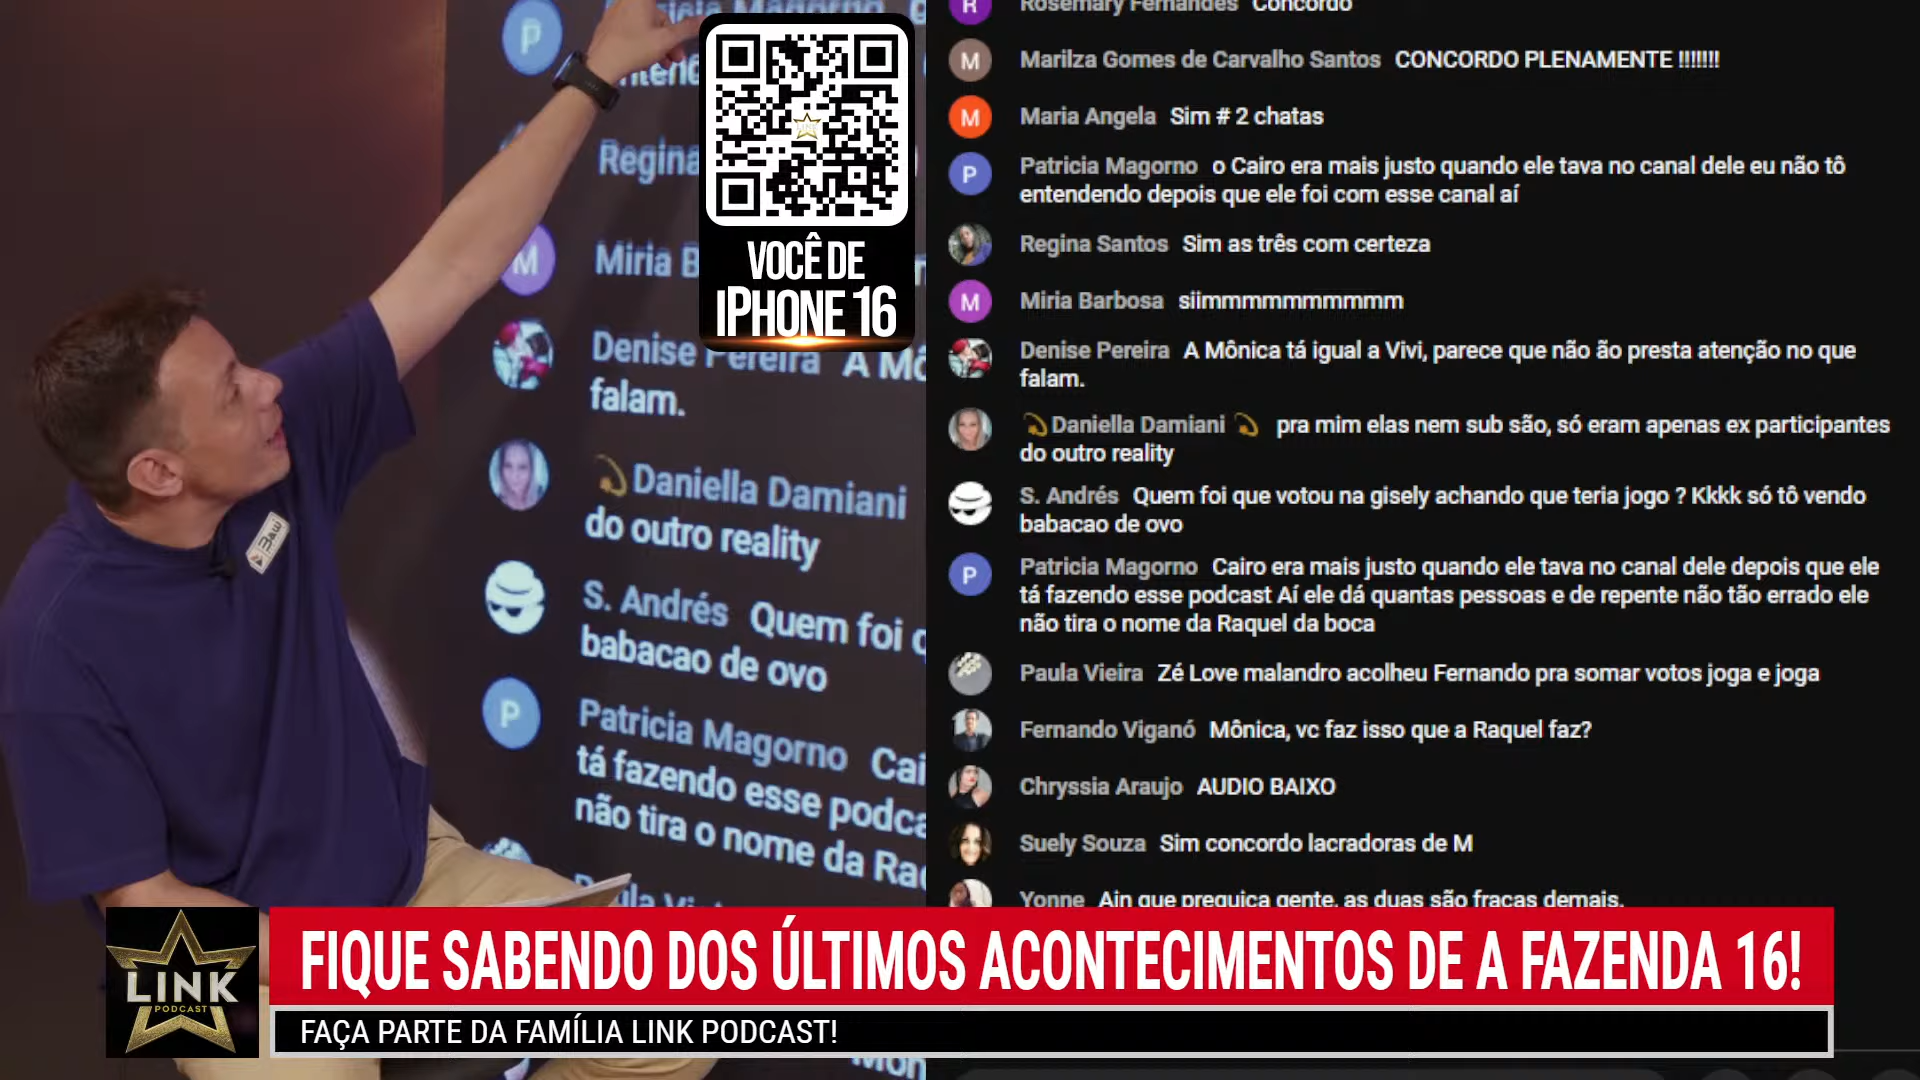 P
Patricia Magorno
entend
Regina
M
Miria B
Denise Pereira A Mô
falam.
💫Daniella Damiani
do outro reality
S. Andrés Quem foi q
babacao de ovo
P
Patricia Magorno Cai
tá fazendo esse podca
não tira o nome da Raq
VOCÊ DE
IPHONE 16
R
Rosemary Fernandes Concordo
M
Marilza Gomes de Carvalho Santos CONCORDO PLENAMENTE !!!!!!!
M
Maria Angela Sim # 2 chatas
P
Patricia Magorno o Cairo era mais justo quando ele tava no canal dele eu não tô
entendendo depois que ele foi com esse canal aí
Regina Santos Sim as três com certeza
M
Miria Barbosa siimmmmmmmmmm
Denise Pereira A Mônica tá igual a Vivi, parece que não ão presta atenção no que
falam.
💫Daniella Damiani 💫 pra mim elas nem sub são, só eram apenas ex participantes
do outro reality
S. Andrés Quem foi que votou na gisely achando que teria jogo ? Kkkk só tô vendo
babacao de ovo
P
Patricia Magorno Cairo era mais justo quando ele tava no canal dele depois que ele
tá fazendo esse podcast Aí ele dá quantas pessoas e de repente não tão errado ele
não tira o nome da Raquel da boca
Paula Vieira Zé Love malandro acolheu Fernando pra somar votos joga e joga
Fernando Viganó Mônica, vc faz isso que a Raquel faz?
Chryssia Araujo AUDIO BAIXO
Suely Souza Sim concordo lacradoras de M
Yonne Ain que preguiça gente, as duas são fracas demais.
LINK
PODCAST
FIQUE SABENDO DOS ÚLTIMOS ACONTECIMENTOS DE A FAZENDA 16!
FAÇA PARTE DA FAMÍLIA LINK PODCAST!